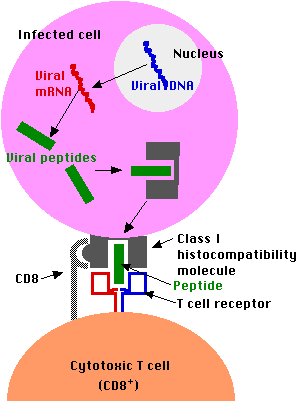 Infected cell
Nucleus
Viral
mRNA
Viral DNA
Viral peptides
Class I
histocompatibility
molecule
Peptide
CD8
T cell receptor
Cytotoxic T cell
(CD8+)